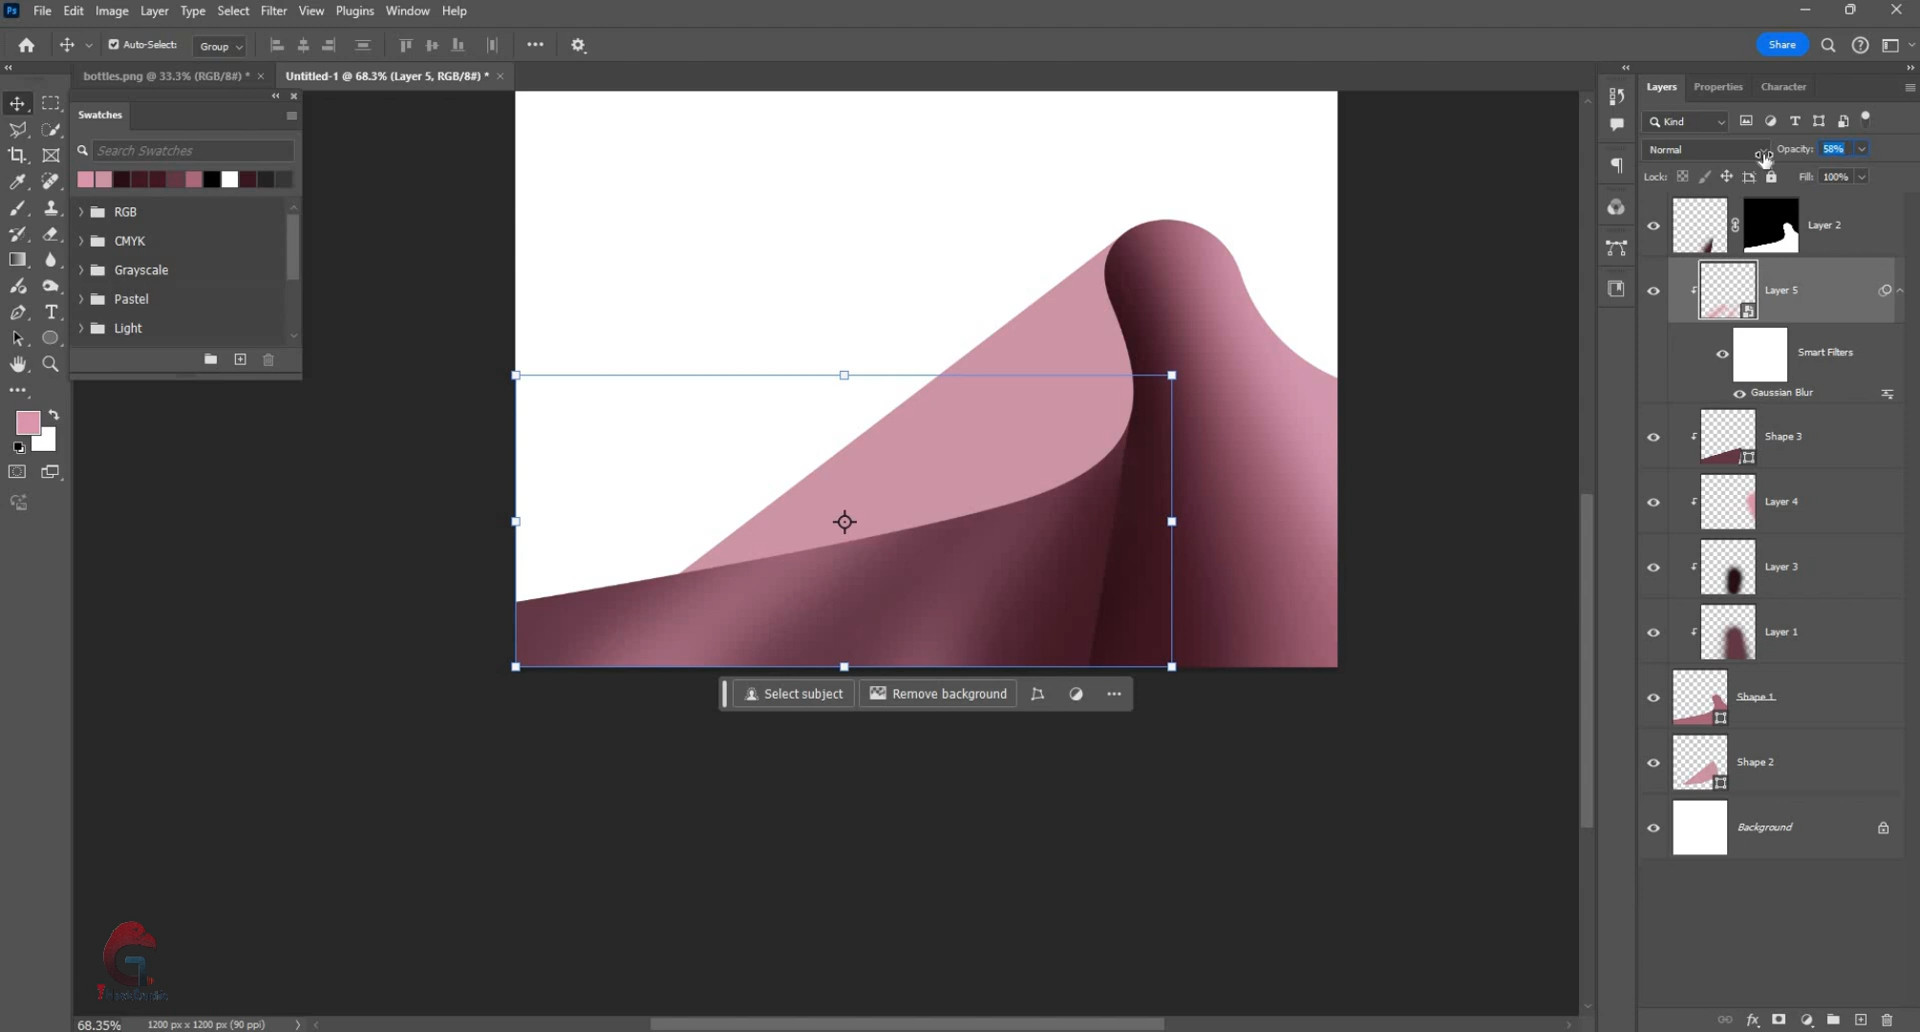 Ps File Edit Image Layer Type Select Filter View Plugins Window Help
Auto-Select: Group Share
bottles.png @ 33.3% (RGB/8#) * Untitled-1 @ 68.3% (Layer 5, RGB/8#) *
Swatches
Search Swatches
RGB
CMYK
Grayscale
Pastel
Light
Select subject Remove background
Layers Properties Character
Kind
Normal Opacity: 58%
Lock: Fill: 100%
Layer 2
Layer 5
Smart Filters
Gaussian Blur
Shape 3
Layer 4
Layer 3
Layer 1
Shape 1
Shape 2
Background
fx
68.35% 1200 px x 1200 px (90 ppi)